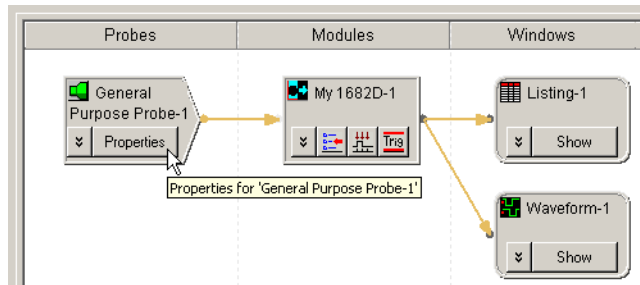 Probes
Modules
Windows
General
Purpose Probe-1
Properties
My 1682D-1
Trig
Listing-1
Show
Properties for 'General Purpose Probe-1'
Waveform-1
Show